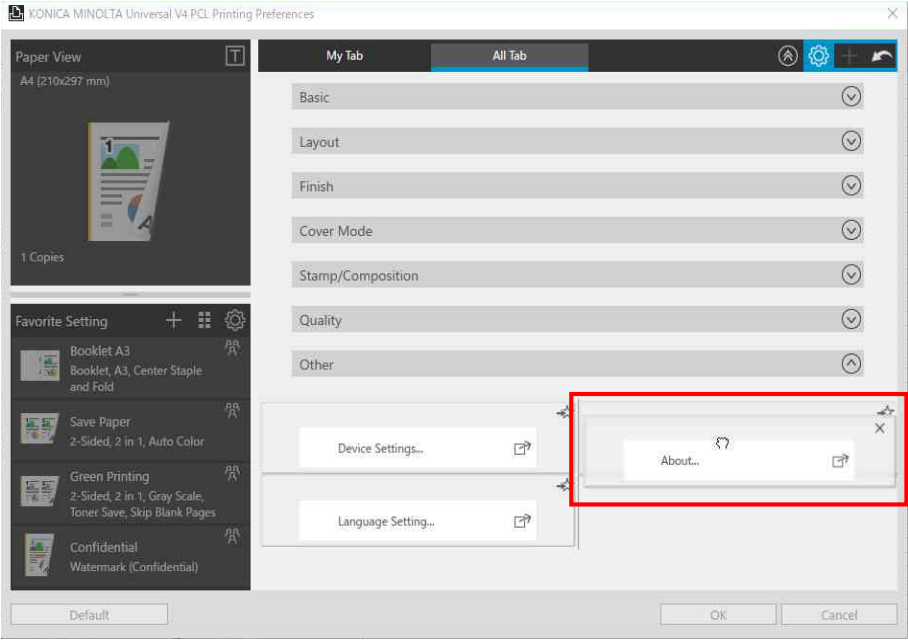 KONICA MINOLTA Universal V4 PCL Printing Preferences
Paper View
T
A4 (210x297 mm)
1
A
1 Copies
Favorite Setting
Booklet A3
Booklet, A3, Center Staple
and Fold
Save Paper
2-Sided, 2 in 1, Auto Color
Green Printing
2-Sided, 2 in 1, Gray Scale,
Toner Save, Skip Blank Pages
Confidential
Watermark (Confidential)
My Tab
All Tab
Basic
Layout
Finish
Cover Mode
Stamp/Composition
Quality
Other
Device Settings...
About...
Language Setting...
Default
OK
Cancel